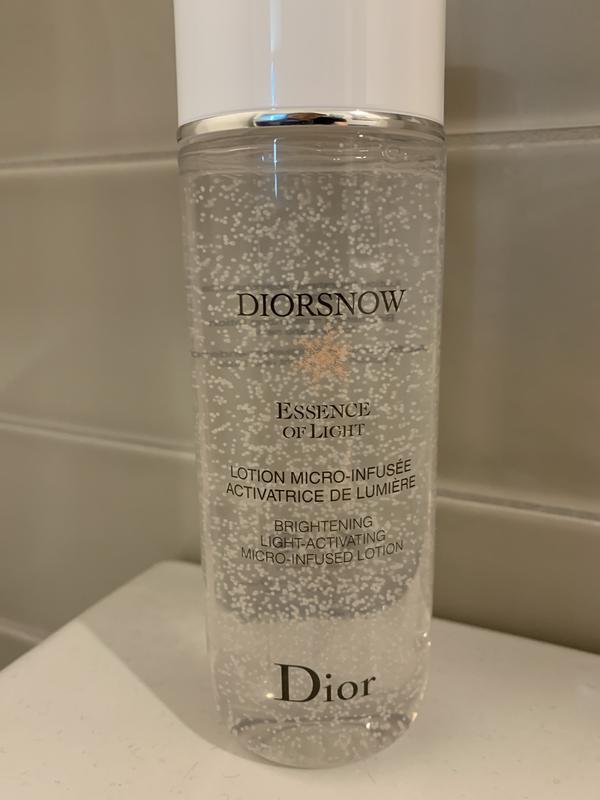 DIORSNOW
ESSENCE
OF LIGHT
LOTION MICRO-INFUSÉE
ACTIVATRICE DE LUMIÈRE
BRIGHTENING
LIGHT-ACTIVATING
MICRO-INFUSED LOTION
Dior